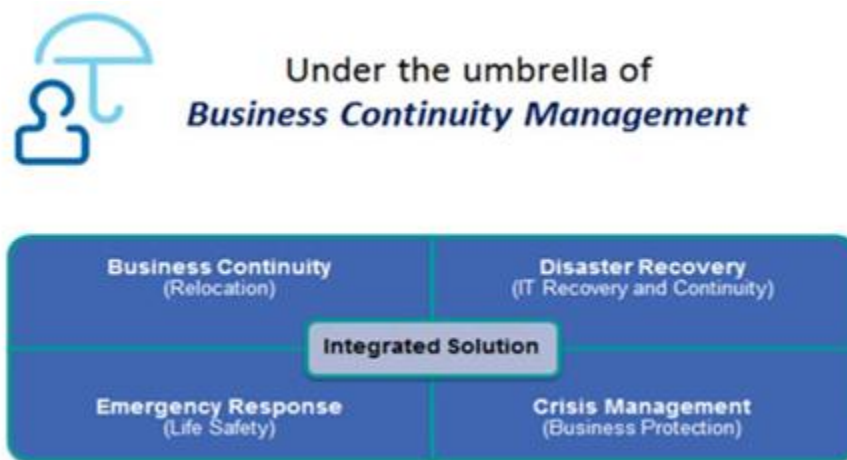 Under the umbrella of
Business Continuity Management
Business Continuity
(Relocation)
Disaster Recovery
(IT Recovery and Continuity)
Integrated Solution
Emergency Response
(Life Safety)
Crisis Management
(Business Protection)